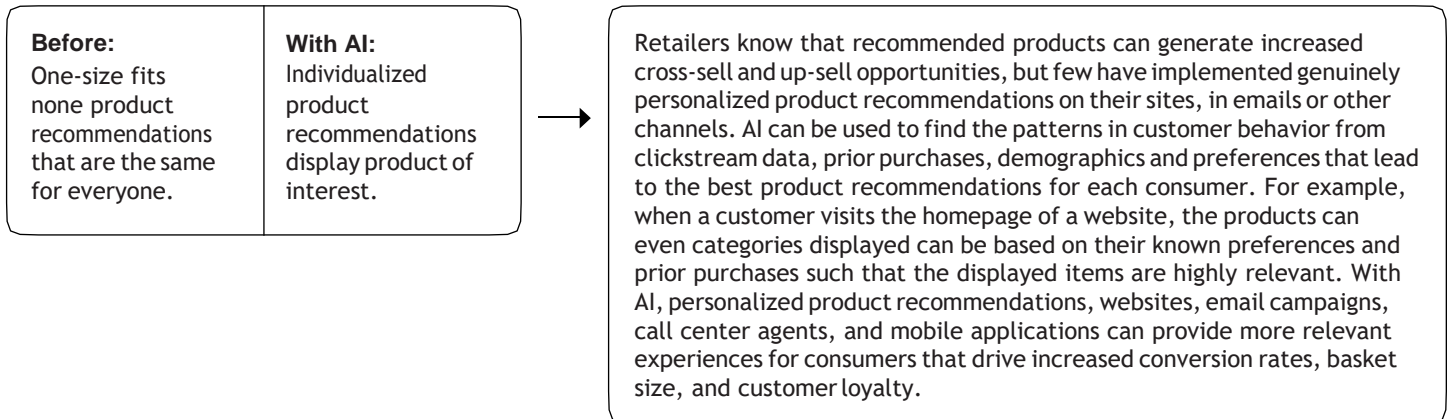 Before:
One-size fits
none product
recommendations
that are the same
for everyone.
With AI:
Individualized
product
recommendations
display product of
interest.
Retailers know that recommended products can generate increased
cross-sell and up-sell opportunities, but few have implemented genuinely
personalized product recommendations on their sites, in emails or other
channels. AI can be used to find the patterns in customer behavior from
clickstream data, prior purchases, demographics and preferences that lead
to the best product recommendations for each consumer. For example,
when a customer visits the homepage of a website, the products can
even categories displayed can be based on their known preferences and
prior purchases such that the displayed items are highly relevant. With
AI, personalized product recommendations, websites, email campaigns,
call center agents, and mobile applications can provide more relevant
experiences for consumers that drive increased conversion rates, basket
size, and customer loyalty.